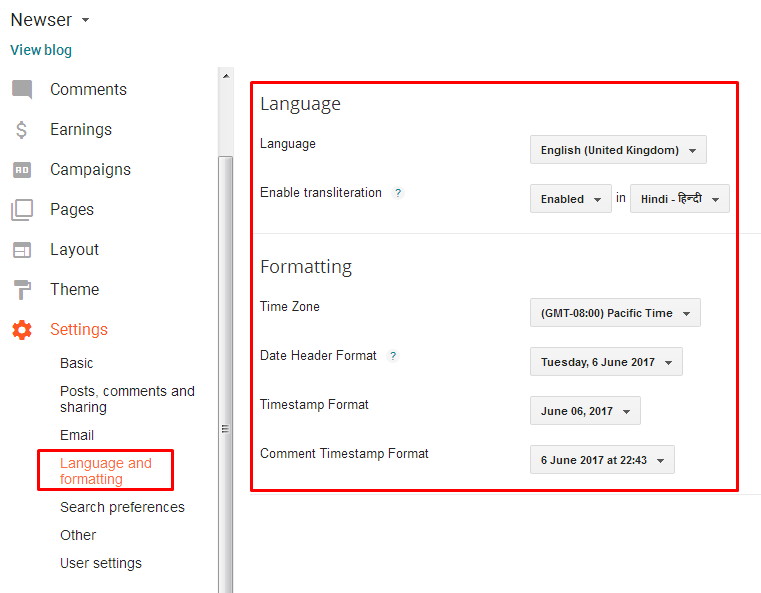 Newser
View blog
Comments
Earnings
Campaigns
Pages
Layout
Theme
Settings
Basic
Posts, comments and
sharing
Email
Language and
formatting
Search preferences
Other
User settings
Language
Language English (United Kingdom)
Enable transliteration ? Enabled in Hindi - हिन्दी
Formatting
Time Zone (GMT-08:00) Pacific Time
Date Header Format ? Tuesday, 6 June 2017
Timestamp Format June 06, 2017
Comment Timestamp Format 6 June 2017 at 22:43